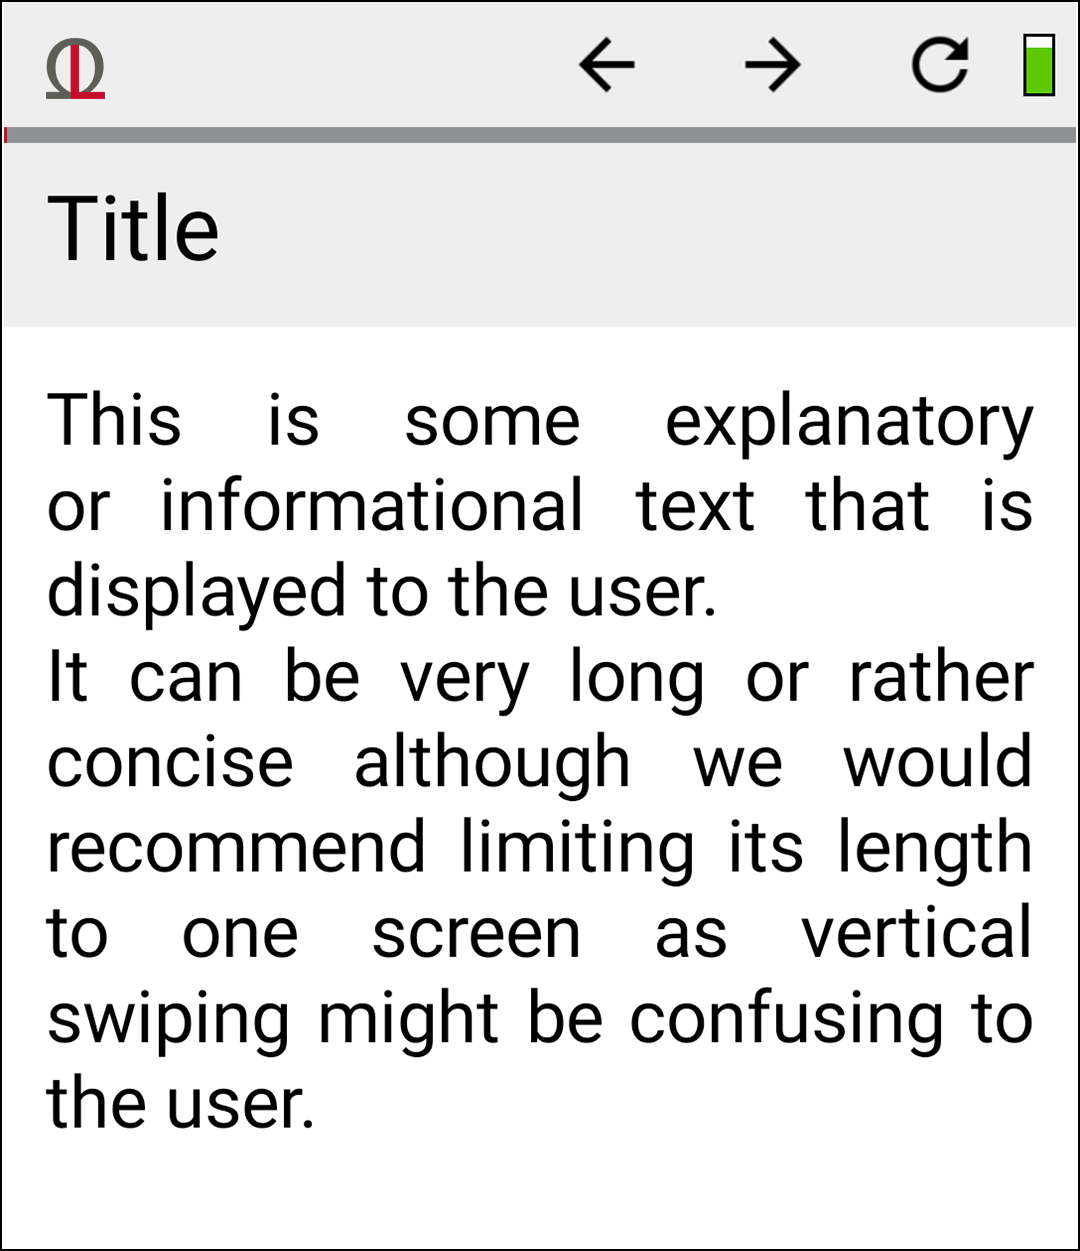 Title
This is some explanatory
or informational text that is
displayed to the user.
It can be very long or rather
concise although we would
recommend limiting its length
to one screen as vertical
swiping might be confusing to
the user.